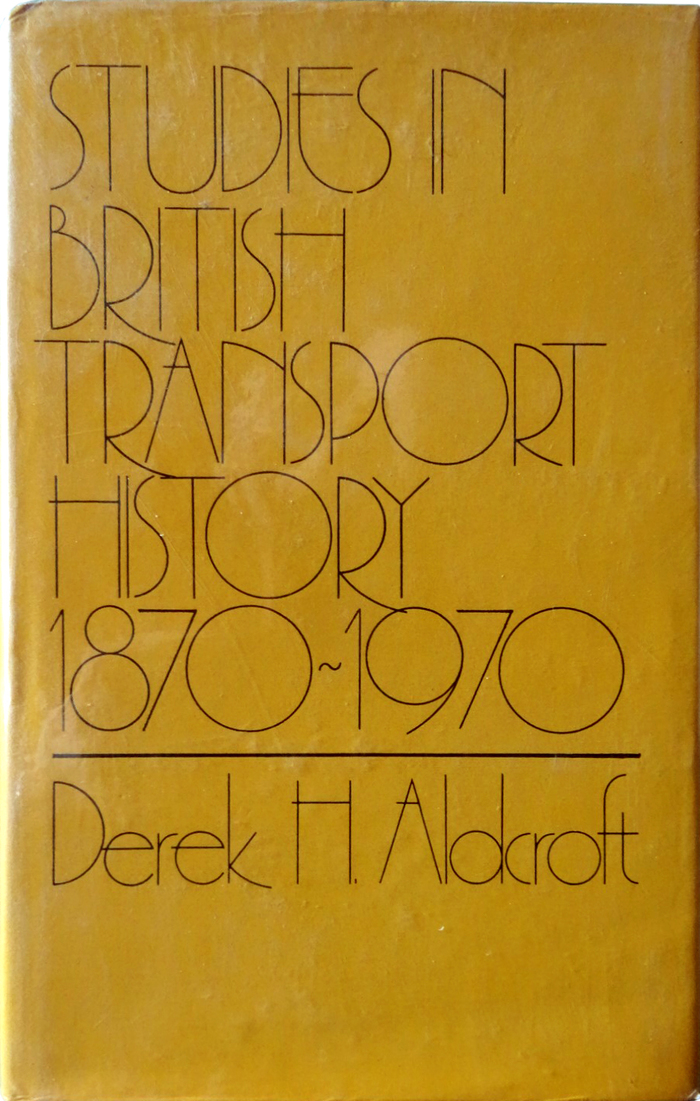 STUDIES IN
BRITISH
TRANSPORT
HISTORY
1870~1970
Derek H. Aldcroft